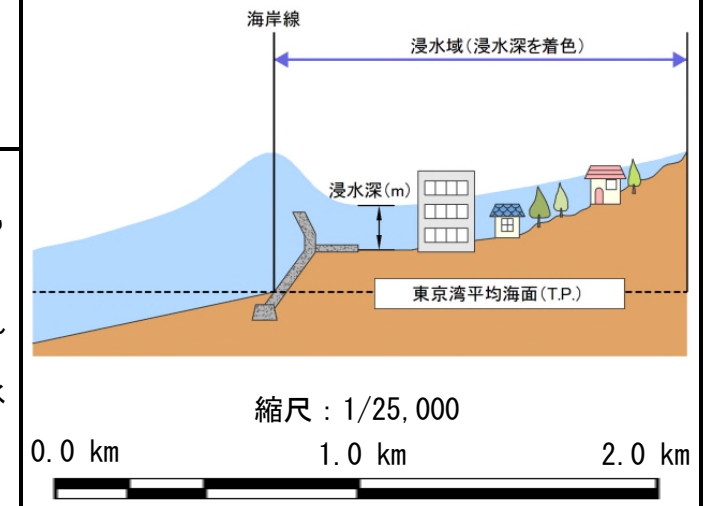 海岸線
浸水域(浸水深を着色)
浸水深(m)
東京湾平均海面(T.P.)
縮尺：1/25,000
0.0 km 1.0 km 2.0 km